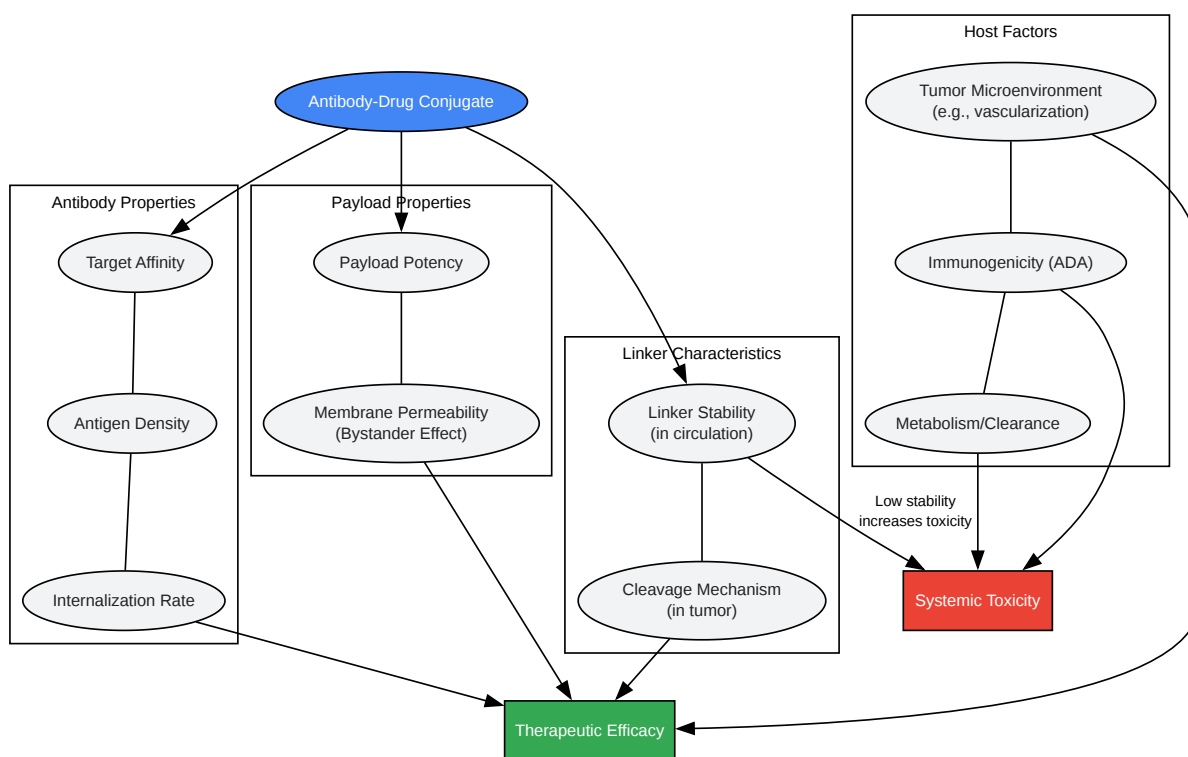 Host Factors
Tumor Microenvironment
(e.g., vascularization)
Antibody-Drug Conjugate
Antibody Properties
Payload Properties
Target Affinity
Payload Potency
Immunogenicity (ADA)
Linker Characteristics
Antigen Density
Membrane Permeability
(Bystander Effect)
Linker Stability
(in circulation)
Metabolism/Clearance
Low stability
increases toxicity
Internalization Rate
Cleavage Mechanism
(in tumor)
Systemic Toxicity
Therapeutic Efficacy